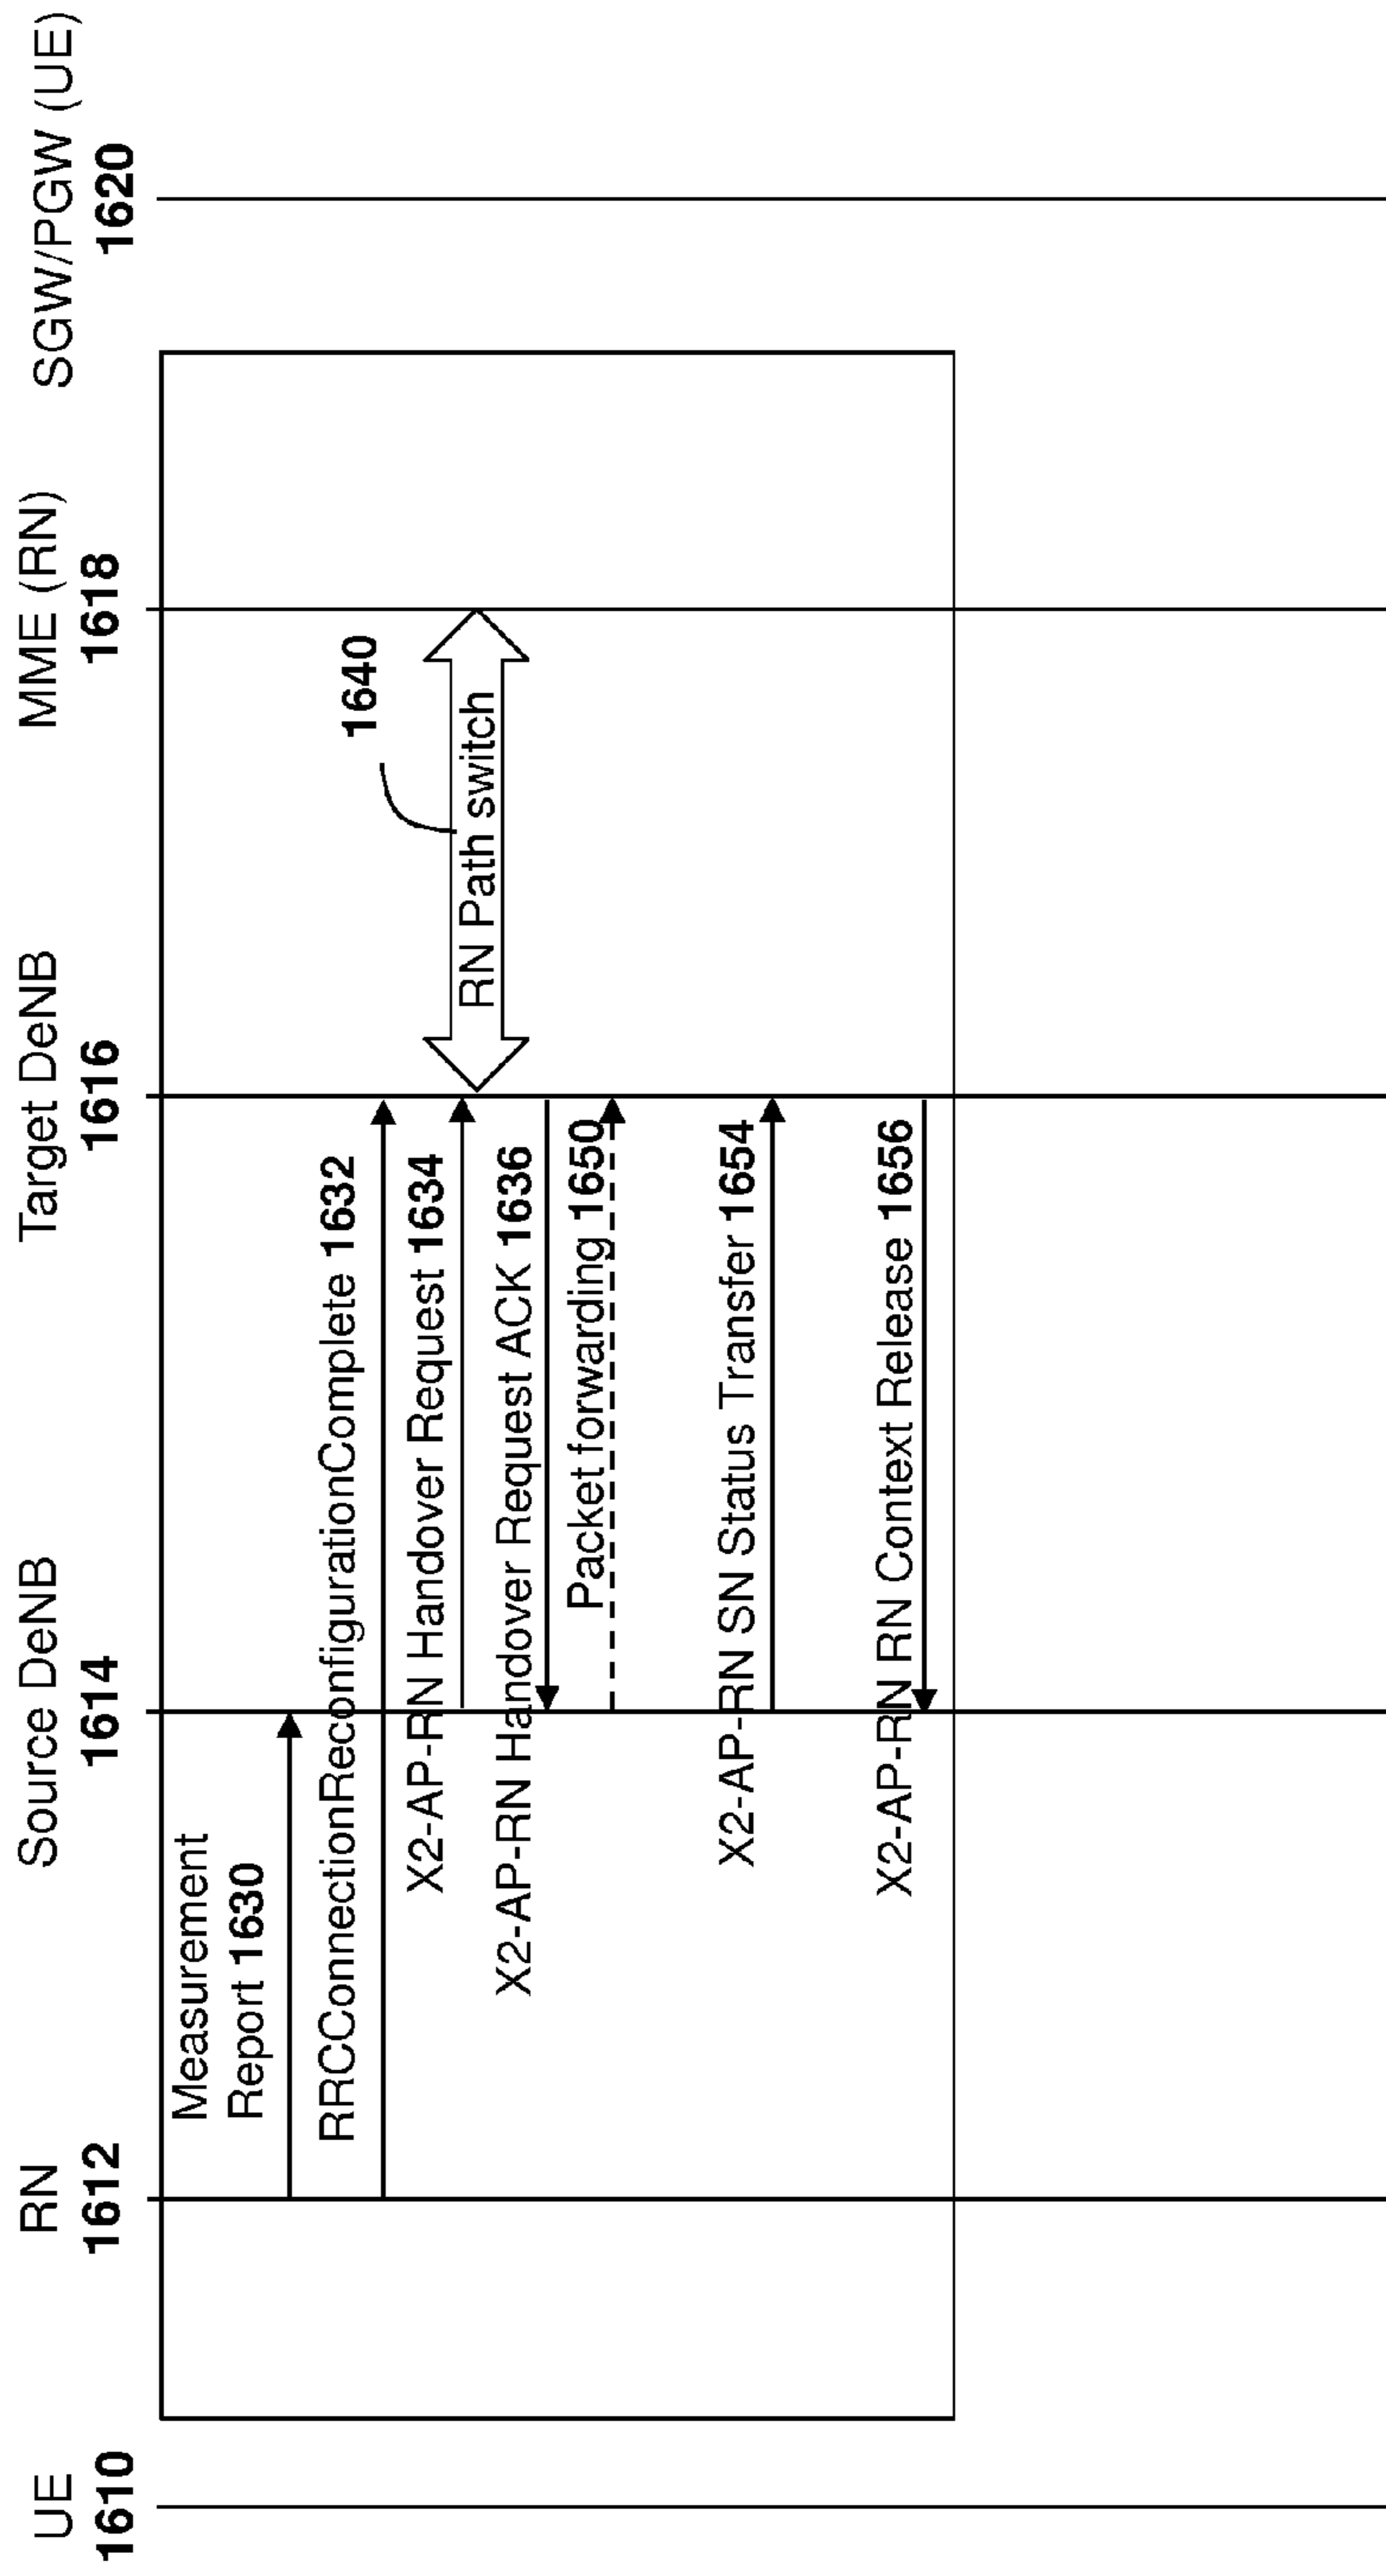 UE
1610
RN
1612
Source DeNB
1614
Target DeNB
1616
MME (RN)
1618
SGW/PGW (UE)
1620
Measurement
Report 1630
RRCConnectionReconfigurationComplete 1632
1640
X2-AP-RN Handover Request 1634
RN Path switch
X2-AP-RN Handover Request ACK 1636
Packet forwarding 1650
X2-AP-RN SN Status Transfer 1654
X2-AP-RN RN Context Release 1656